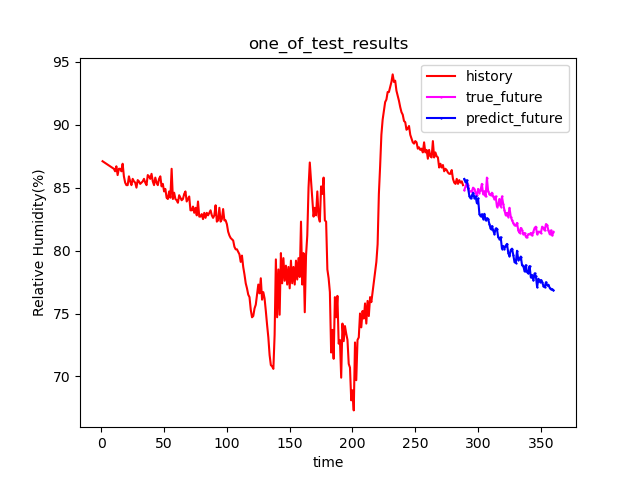 one_of_test_results
95
90
85
80
75
70
Relative Humidity(%)
history
true_future
predict_future
0
50
100
150
200
250
300
350
time